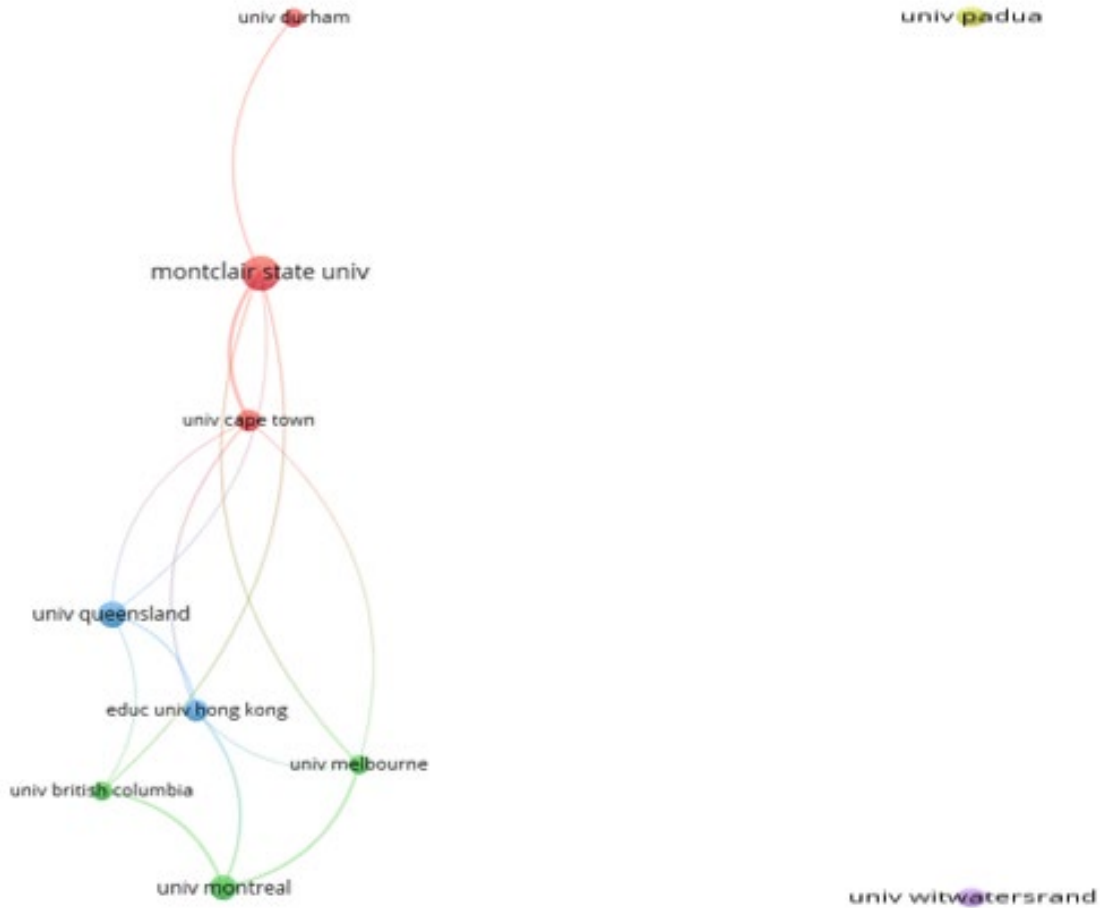 univ durham
univ padua
montclair state univ
univ cape town
univ queensland
educ univ hong kong
univ melbourne
univ british columbia
univ montreal
univ witwatersrand